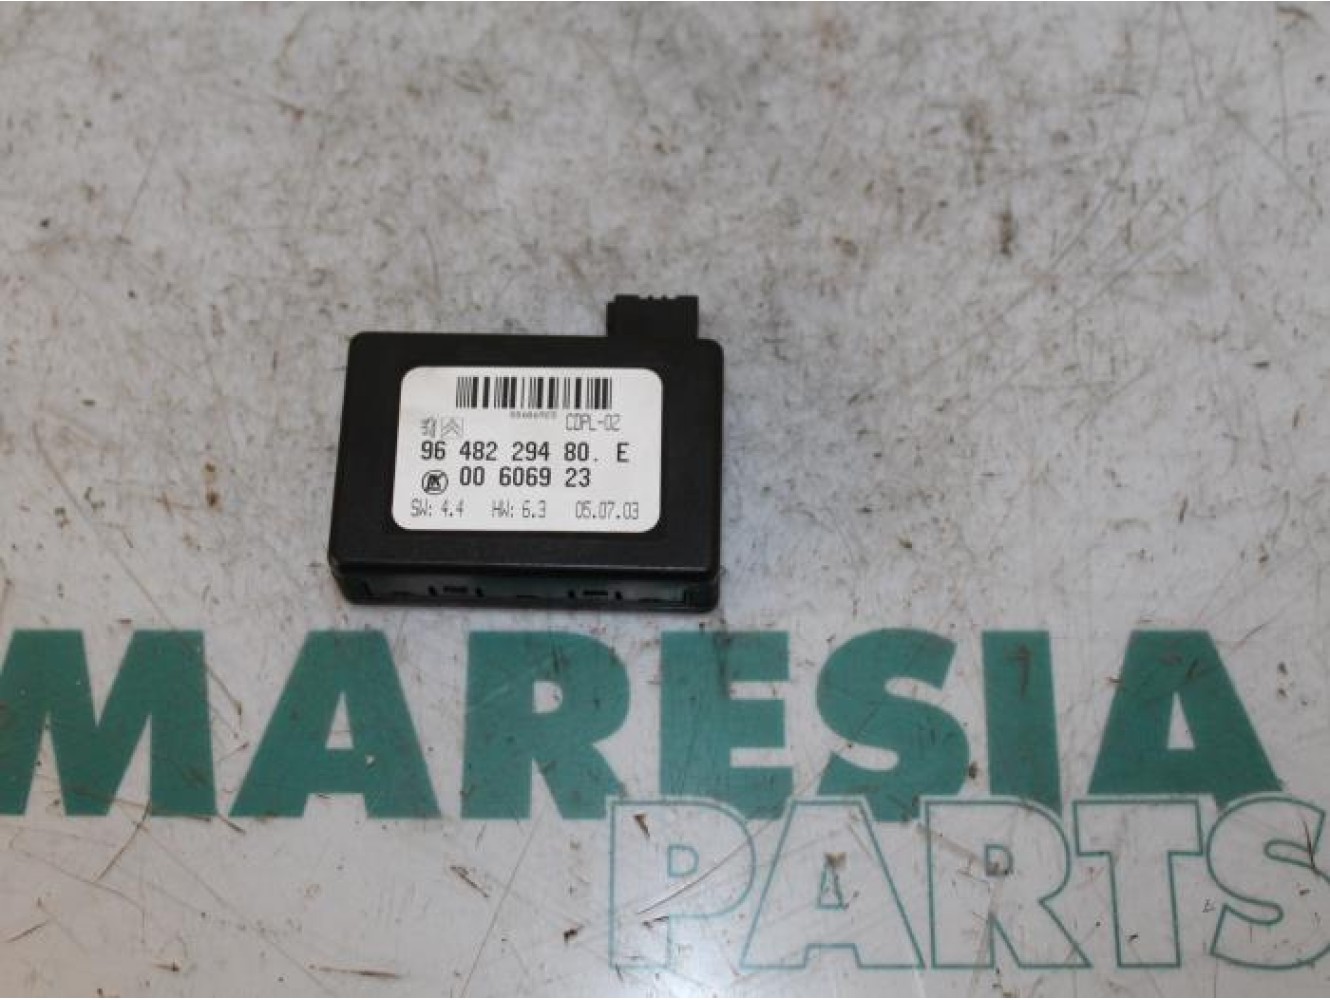 CDPL-02
96 482 294 80. E
00 6069 23
SW: 4.4 HW: 6.3 05.07.03
MARESIA
PARTS